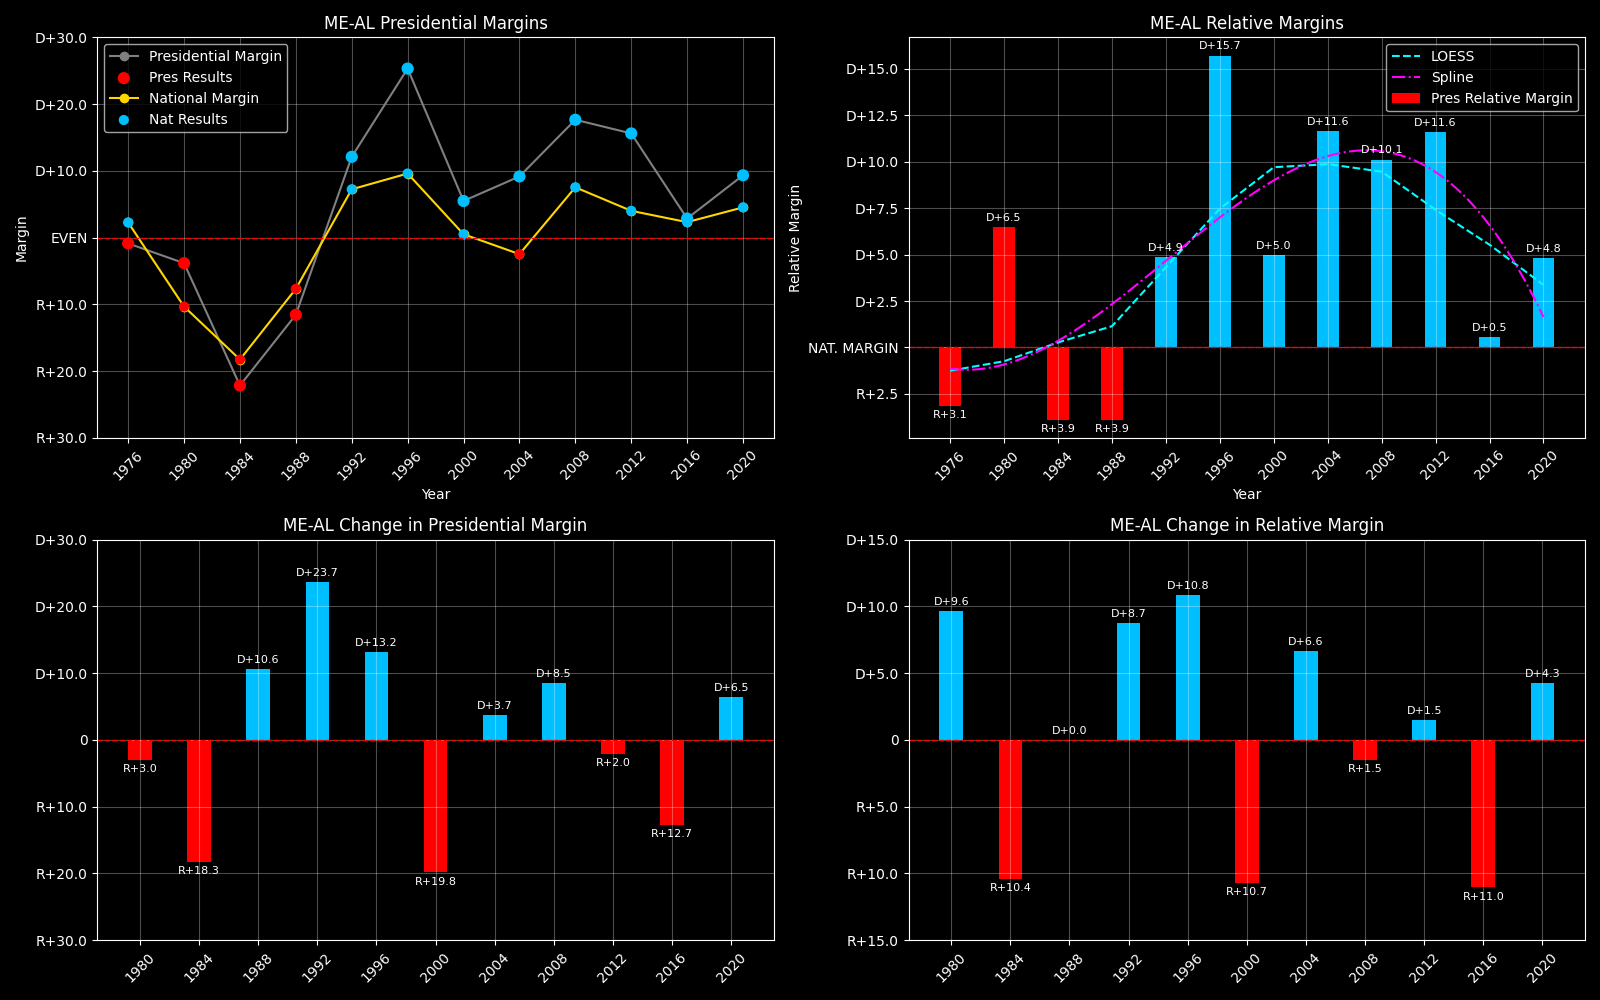 ME-AL Presidential Margins
Presidential Margin
Pres Results
National Margin
Nat Results
D+30.0
D+20.0
D+10.0
EVEN
R+10.0
R+20.0
R+30.0
Margin
1976
1980
1984
1988
1992
1996
2000
2004
2008
2012
2016
2020
Year
ME-AL Relative Margins
LOESS
Spline
Pres Relative Margin
D+15.0
D+12.5
D+10.0
D+7.5
D+5.0
D+2.5
NAT. MARGIN
R+2.5
Relative Margin
R+3.1
D+6.5
R+3.9
R+3.9
D+4.9
D+15.7
D+5.0
D+11.6
D+10.1
D+11.6
D+0.5
D+4.8
1976
1980
1984
1988
1992
1996
2000
2004
2008
2012
2016
2020
Year
ME-AL Change in Presidential Margin
D+30.0
D+20.0
D+10.0
0
R+10.0
R+20.0
R+30.0
R+3.0
R+18.3
D+10.6
D+23.7
D+13.2
R+19.8
D+3.7
D+8.5
R+2.0
R+12.7
D+6.5
1980
1984
1988
1992
1996
2000
2004
2008
2012
2016
2020
ME-AL Change in Relative Margin
D+15.0
D+10.0
D+5.0
0
R+5.0
R+10.0
R+15.0
D+9.6
R+10.4
D+0.0
D+8.7
D+10.8
R+10.7
D+6.6
R+1.5
D+1.5
R+11.0
D+4.3
1980
1984
1988
1992
1996
2000
2004
2008
2012
2016
2020